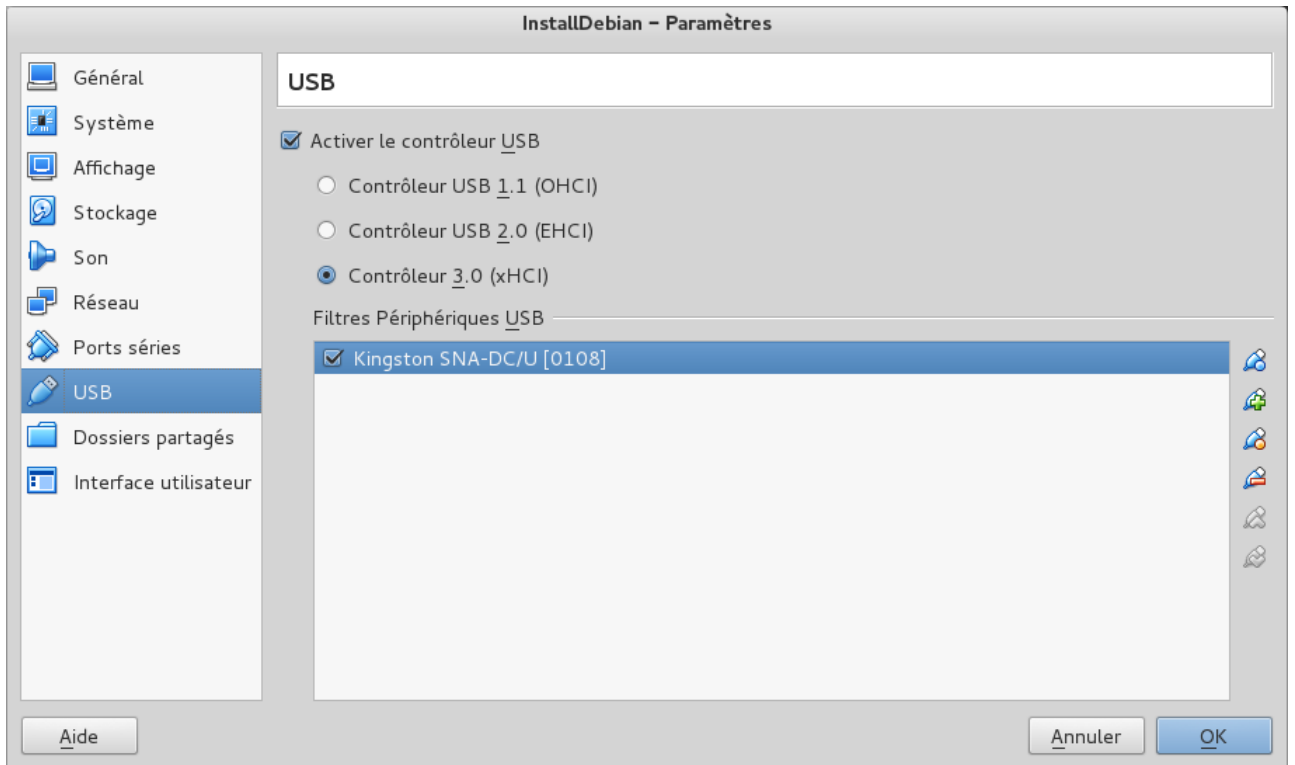 InstallDebian – Paramètres
Général
Système
Affichage
Stockage
Son
Réseau
Ports séries
USB
Dossiers partagés
Interface utilisateur
USB
Activer le contrôleur USB
Contrôleur USB 1.1 (OHCI)
Contrôleur USB 2.0 (EHCI)
Contrôleur 3.0 (xHCI)
Filtres Périphériques USB
Kingston SNA-DC/U [0108]
Aide
Annuler
OK